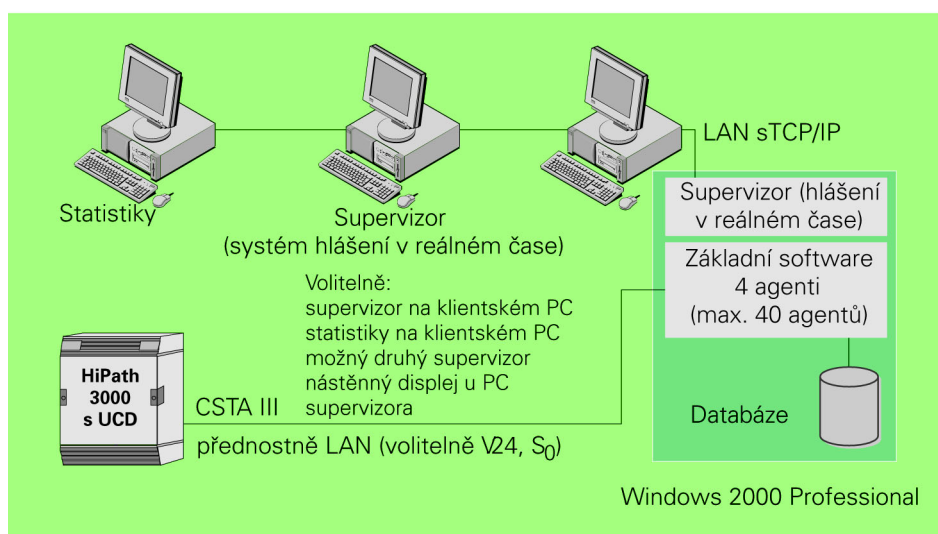 LAN sTCP/IP
Statistiky
Supervizor
(systém hlášení v reálném čase)
Supervizor (hlášení
v reálném čase)
Základní software
4 agenti
(max. 40 agentů)
Volitelně:
supervizor na klientském PC
statistiky na klientském PC
možný druhý supervizor
nástěnný displej u PC
supervizora
HiPath
3000
s UCD
CSTA III
přednostně LAN (volitelně V24, S0)
Databáze
Windows 2000 Professional